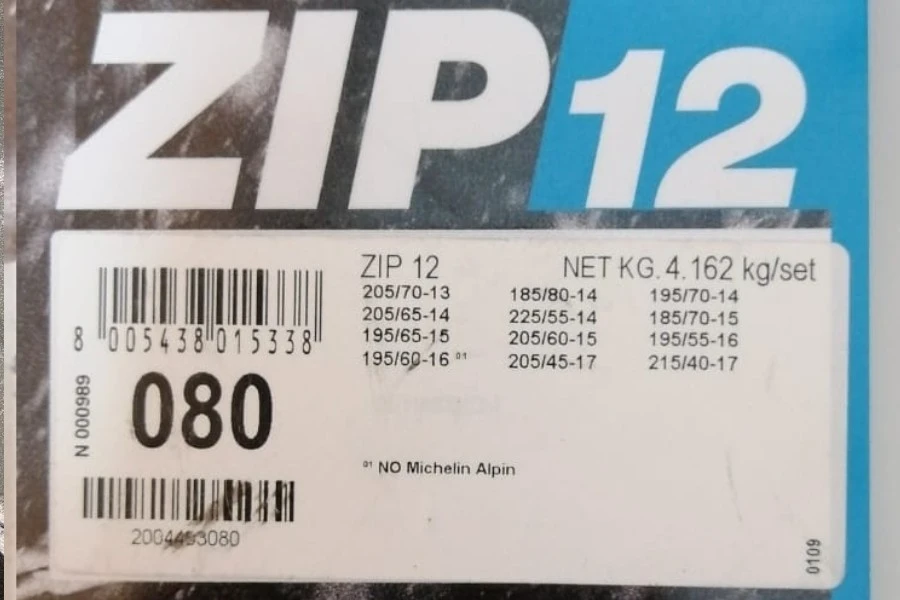 ZIP 12
ZIP 12 NET KG. 4.162 kg/set
205/70-13 185/80-14 195/70-14
205/65-14 225/55-14 185/70-15
195/65-15 205/60-15 195/55-16
195/60-16 ⁰¹ 205/45-17 215/40-17
8 005438 015338
N 000989
080
⁰¹ NO Michelin Alpin
0109